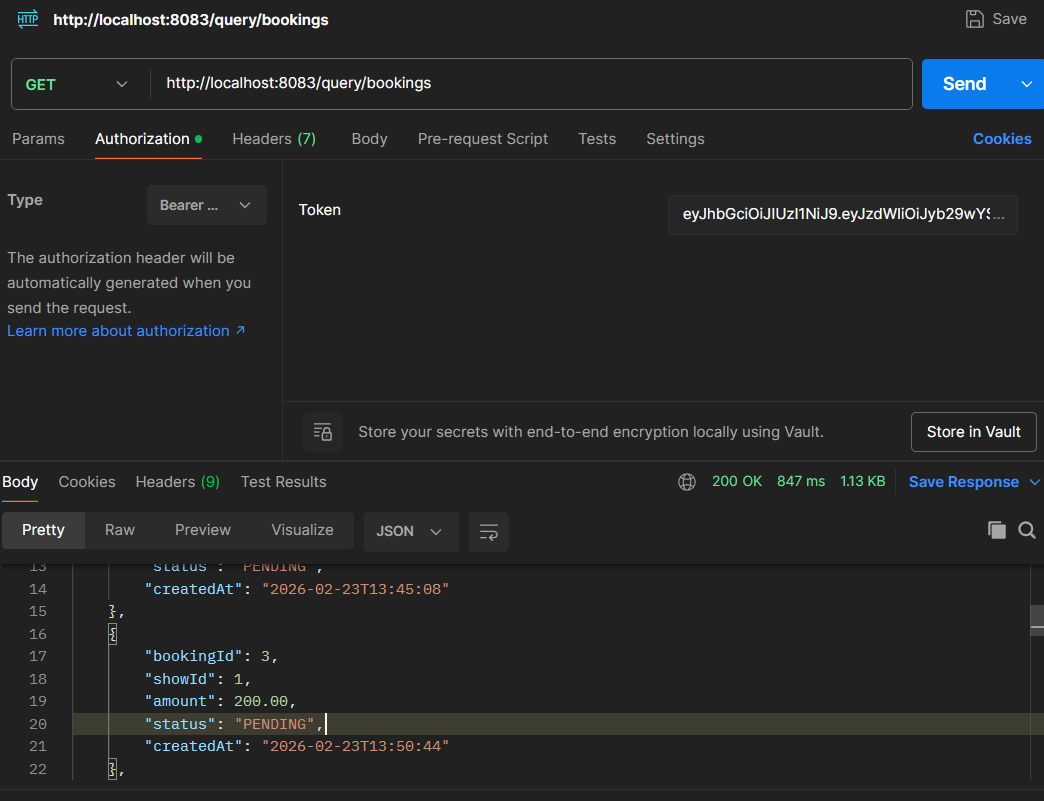 HTTP http://localhost:8083/query/bookings Save
GET http://localhost:8083/query/bookings Send
Params Authorization Headers (7) Body Pre-request Script Tests Settings Cookies
Type Bearer ...
Token eyJhbGciOiJIUzI1NiJ9.eyJzdWIiOiJyb29wYS...
The authorization header will be
automatically generated when you
send the request.
Learn more about authorization ↗
Store your secrets with end-to-end encryption locally using Vault. Store in Vault
Body Cookies Headers (9) Test Results 200 OK 847 ms 1.13 KB Save Response
Pretty Raw Preview Visualize JSON
13 "status": "PENDING",
14 "createdAt": "2026-02-23T13:45:08"
15 },
16 {
17 "bookingId": 3,
18 "showId": 1,
19 "amount": 200.00,
20 "status": "PENDING",
21 "createdAt": "2026-02-23T13:50:44"
22 },